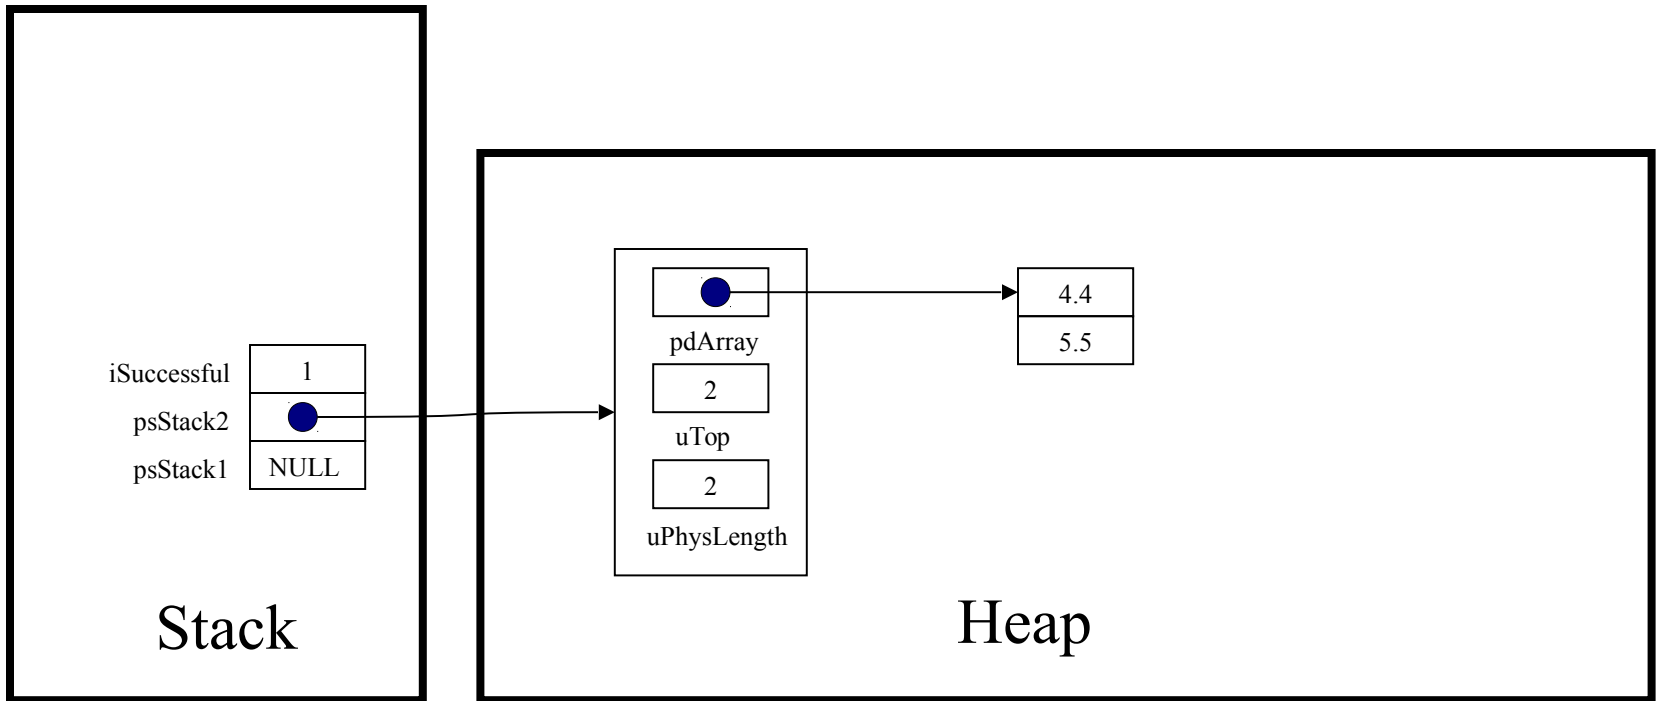 iSuccessful 1
psStack2
psStack1 NULL
Stack
pdArray
2
uTop
2
uPhysLength
4.4
5.5
Heap